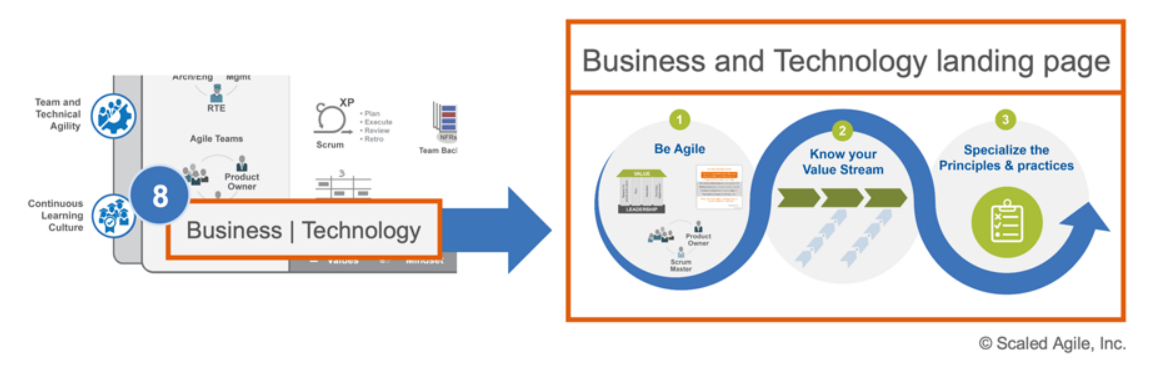 Business and Technology landing page
Arch/Eng Mgmt
RTE
Team and
Technical
Agility
XP
• Plan
• Execute
• Review
• Retro
Scrum
NFRs
Team Bac
Agile Teams
Product
Owner
8
Continuous
Learning
Culture
Business | Technology
Values
Mindset
1
Be Agile
VALUE
LEADERSHIP
Product
Owner
Scrum
Master
2
Know your
Value Stream
3
Specialize the
Principles & practices
© Scaled Agile, Inc.